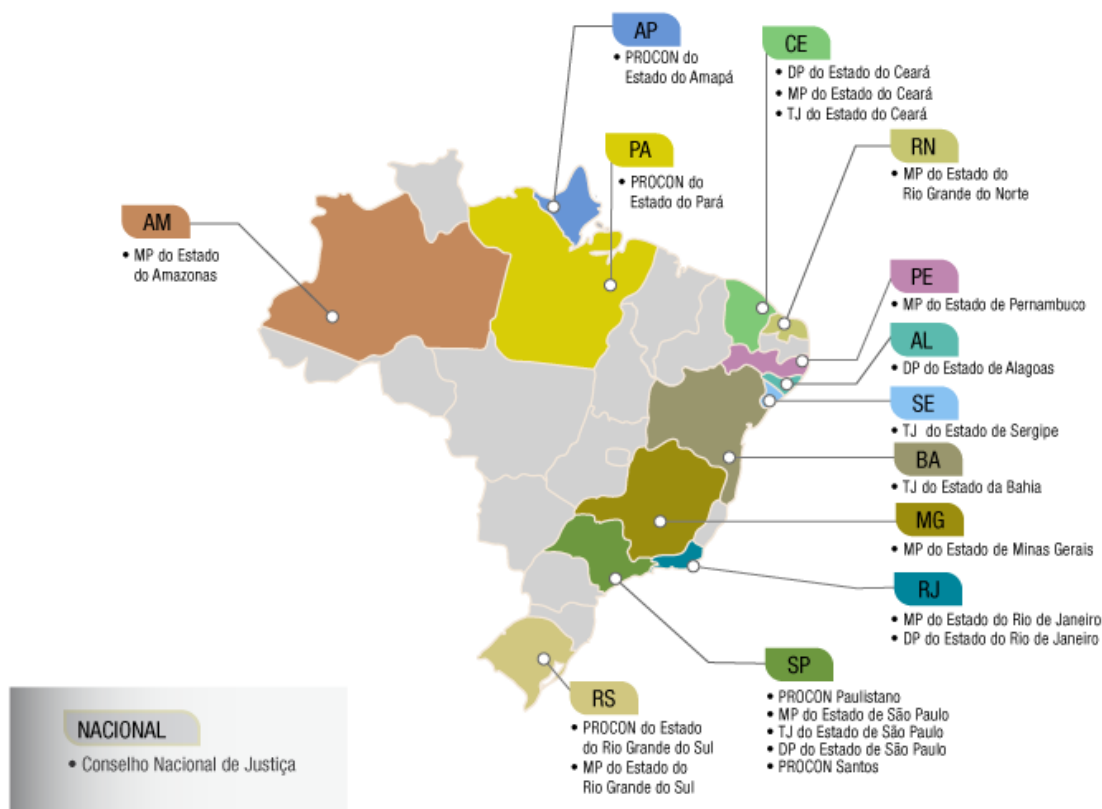 AP
• PROCON do
Estado do Amapá
CE
• DP do Estado do Ceará
• MP do Estado do Ceará
• TJ do Estado do Ceará
PA
• PROCON do
Estado do Pará
RN
• MP do Estado do
Rio Grande do Norte
AM
• MP do Estado
do Amazonas
PE
• MP do Estado de Pernambuco
AL
• DP do Estado de Alagoas
SE
• TJ do Estado de Sergipe
BA
• TJ do Estado da Bahia
MG
• MP do Estado de Minas Gerais
RJ
• MP do Estado do Rio de Janeiro
• DP do Estado do Rio de Janeiro
SP
• PROCON Paulistano
• MP do Estado de São Paulo
• TJ do Estado de São Paulo
• DP do Estado de São Paulo
• PROCON Santos
RS
• PROCON do Estado
do Rio Grande do Sul
• MP do Estado do
Rio Grande do Sul
NACIONAL
• Conselho Nacional de Justiça